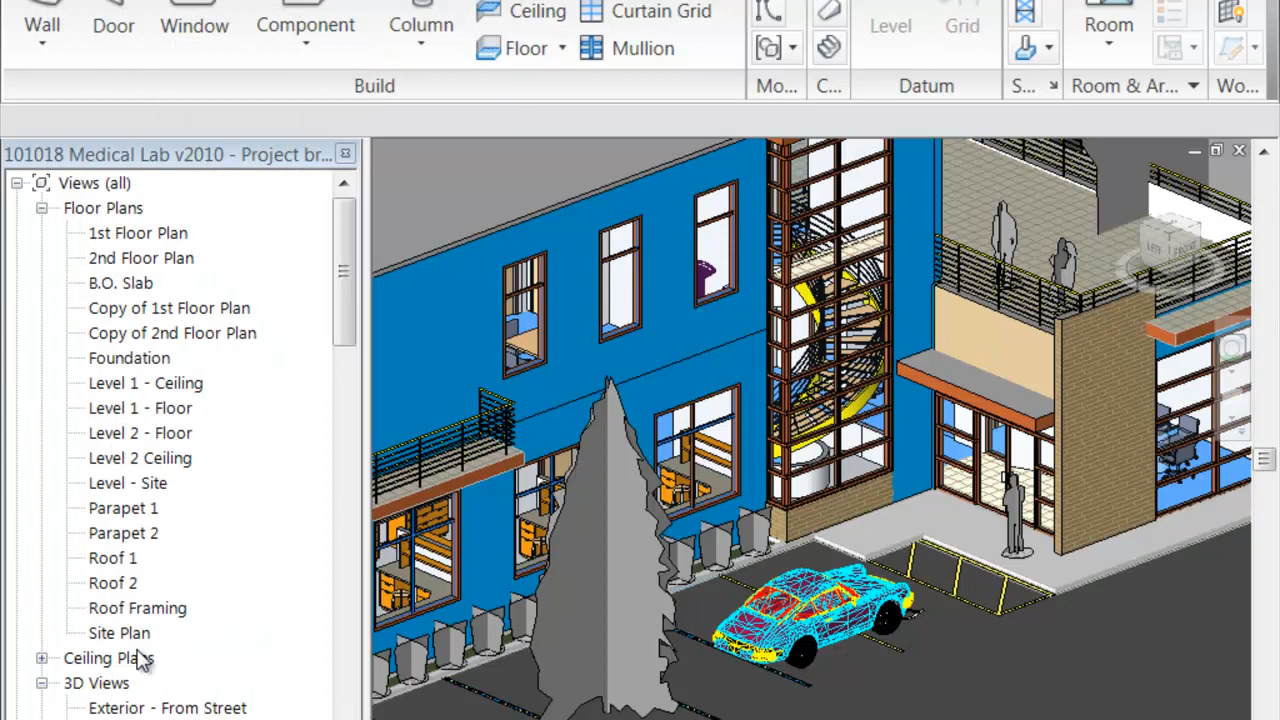 Wall Door Window Component Column Ceiling Curtain Grid Level Grid Room
Floor Mullion
Build Mo... C... Datum S... Room & Ar... Wo...
101018 Medical Lab v2010 - Project br...
Views (all)
Floor Plans
1st Floor Plan
2nd Floor Plan
B.O. Slab
Copy of 1st Floor Plan
Copy of 2nd Floor Plan
Foundation
Level 1 - Ceiling
Level 1 - Floor
Level 2 - Floor
Level 2 Ceiling
Level - Site
Parapet 1
Parapet 2
Roof 1
Roof 2
Roof Framing
Site Plan
Ceiling Plans
3D Views
Exterior - From Street
LEFT FRONT